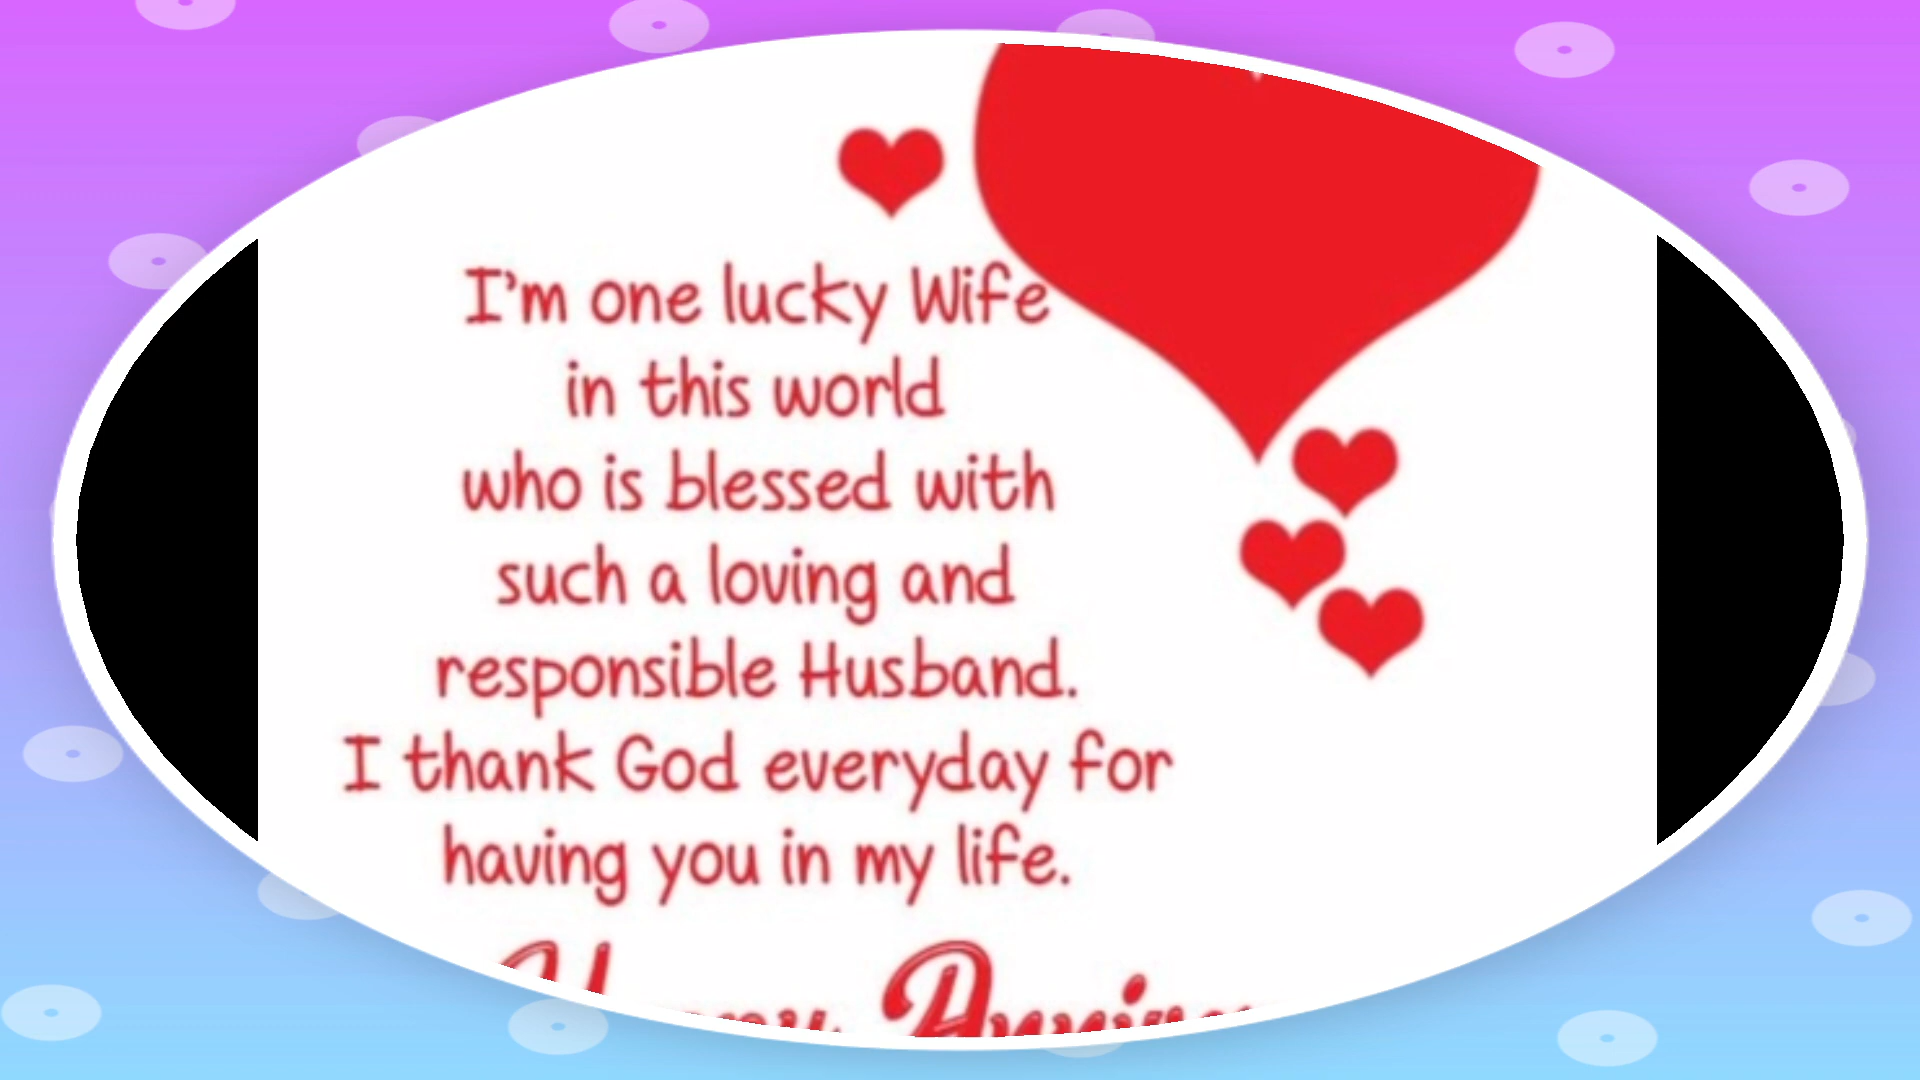 I'm one lucky Wife
in this world
who is blessed with
such a loving and
responsible Husband.
I thank God everyday for
having you in my life.